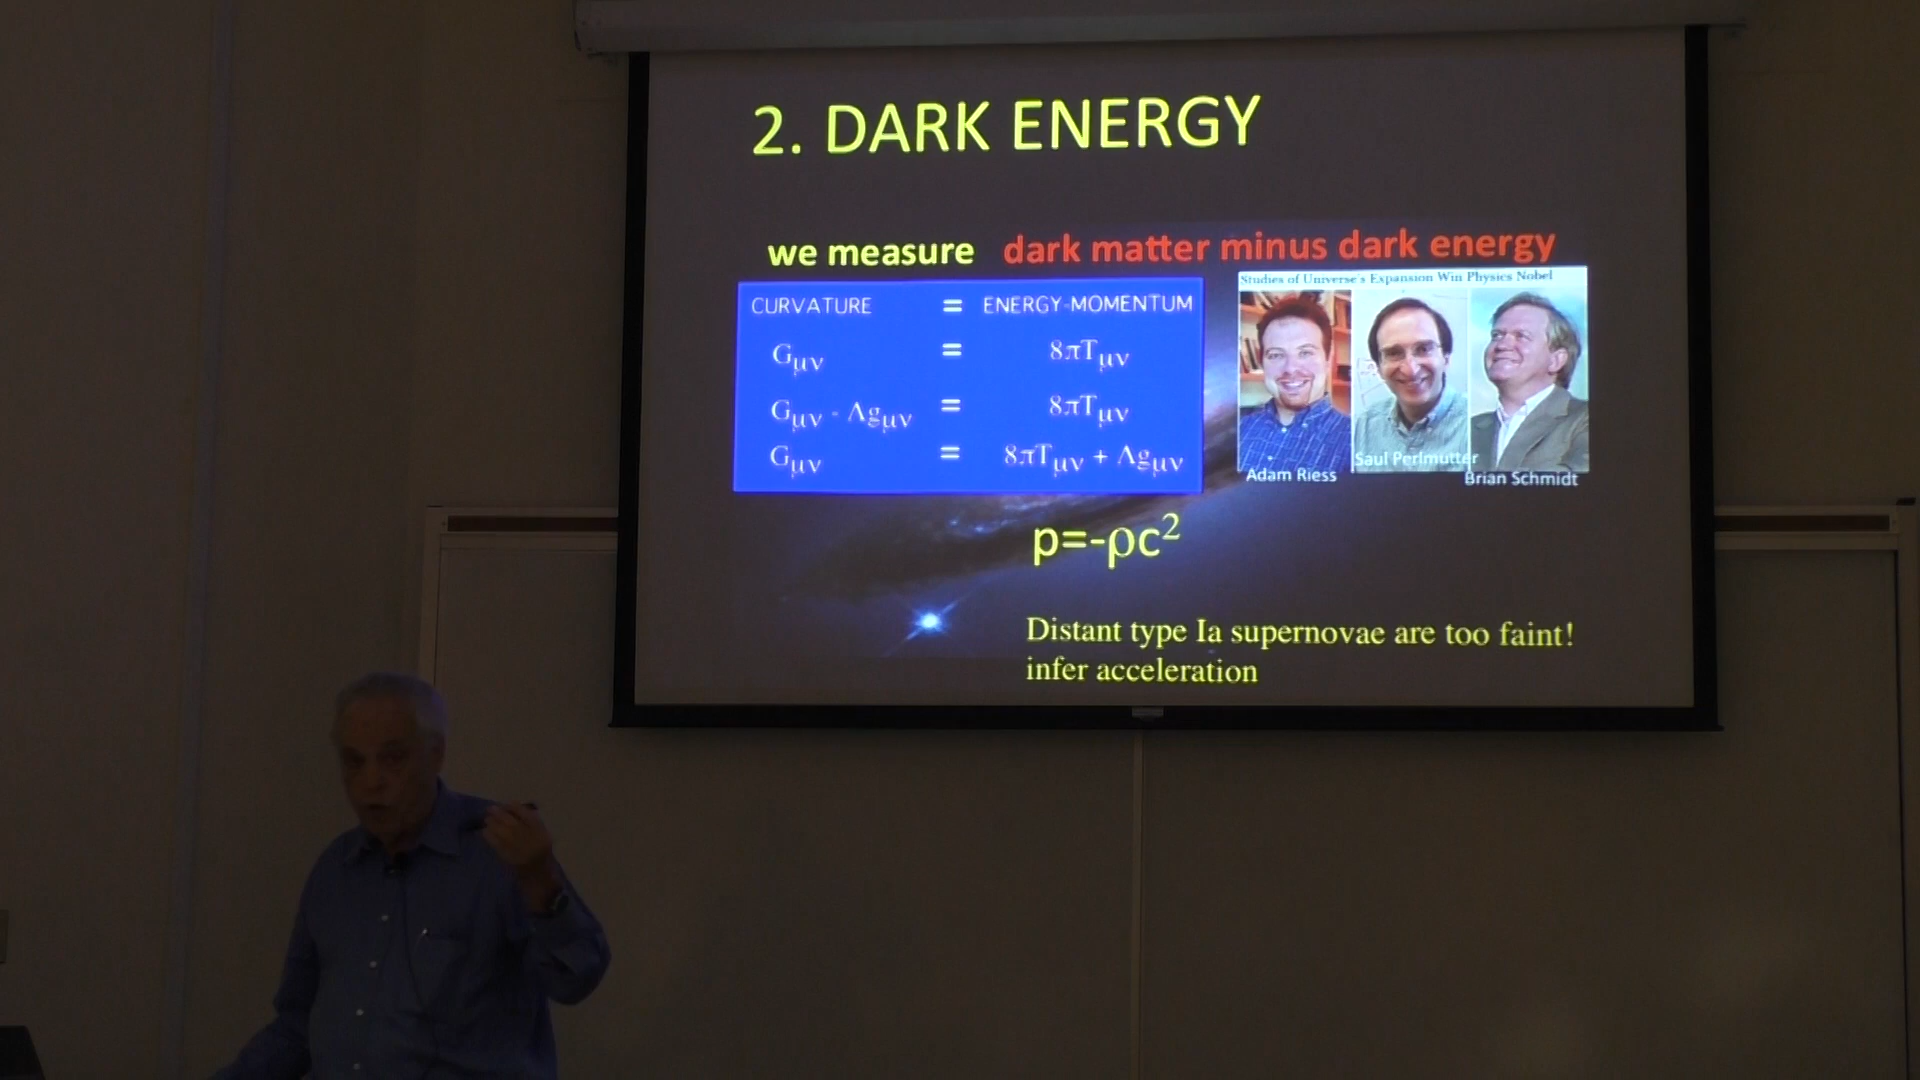 2. DARK ENERGY
we measure dark matter minus dark energy
Studies of Universe's Expansion Win Physics Nobel
CURVATURE = ENERGY-MOMENTUM
Gμν = 8πTμν
Gμν - Λgμν = 8πTμν
Gμν = 8πTμν + Λgμν
Adam Riess
Saul Perlmutter
Brian Schmidt
p=-ρc²
Distant type Ia supernovae are too faint!
infer acceleration